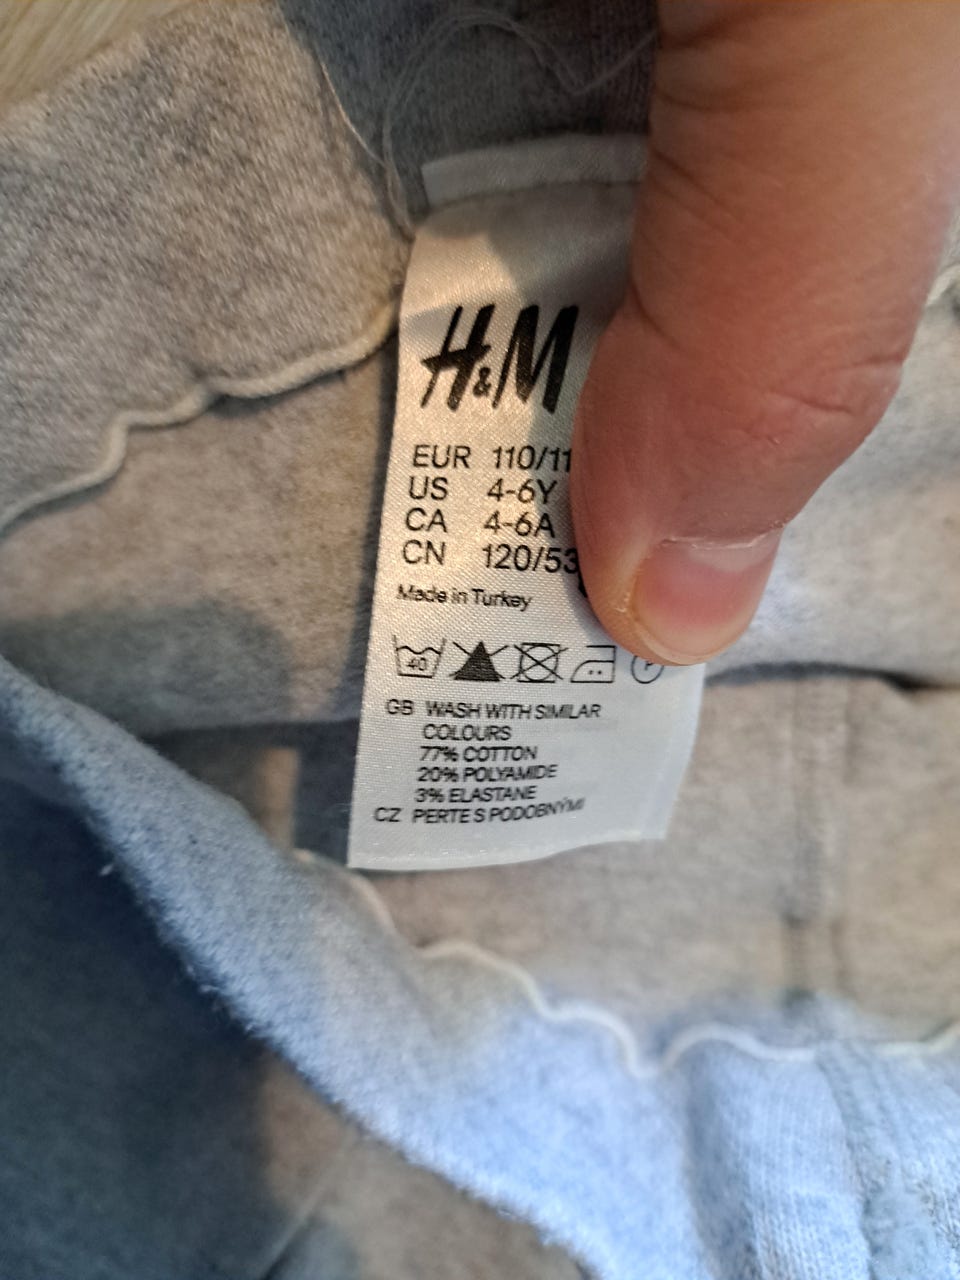 H&M
EUR 110/11
US 4-6Y
CA 4-6A
CN 120/53
Made in Turkey
40 P
GB WASH WITH SIMILAR
COLOURS
77% COTTON
20% POLYAMIDE
3% ELASTANE
CZ PERTE S PODOBNÝMI